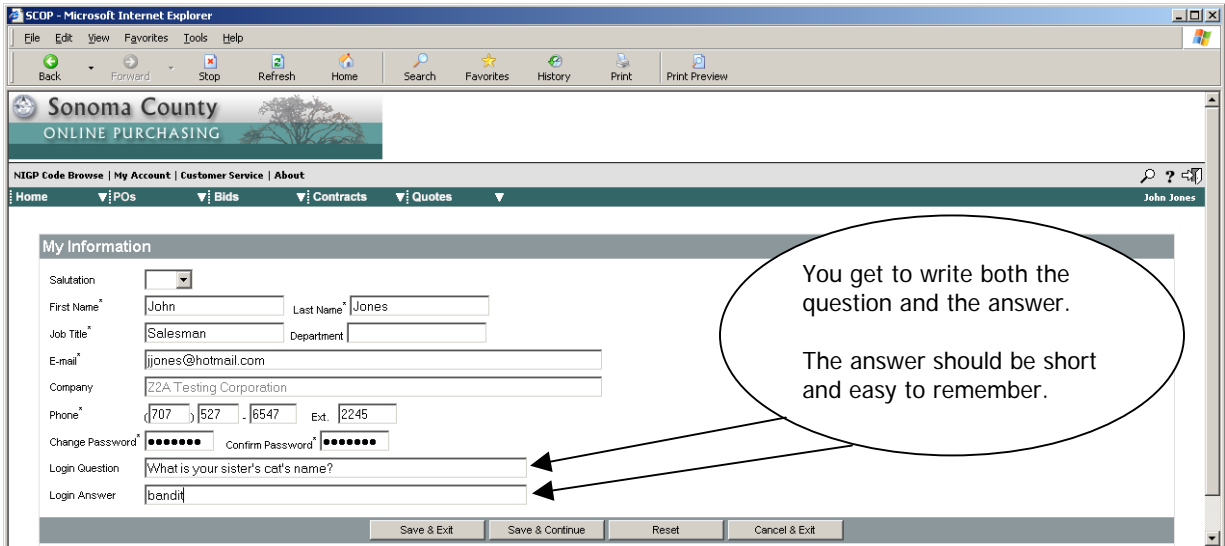 SCOP - Microsoft Internet Explorer
File Edit View Favorites Tools Help
Back Forward Stop Refresh Home Search Favorites History Print Print Preview
Sonoma County
ONLINE PURCHASING
NIGP Code Browse | My Account | Customer Service | About
Home POs Bids Contracts Quotes John Jones
My Information
Salutation
First Name* John Last Name* Jones
Job Title* Salesman Department
E-mail* jjones@hotmail.com
Company Z2A Testing Corporation
Phone* (707) 527 - 6547 Ext. 2245
Change Password* ●●●●●●● Confirm Password* ●●●●●●●
Login Question What is your sister's cat's name?
Login Answer bandit
Save & Exit Save & Continue Reset Cancel & Exit
You get to write both the
question and the answer.
The answer should be short
and easy to remember.